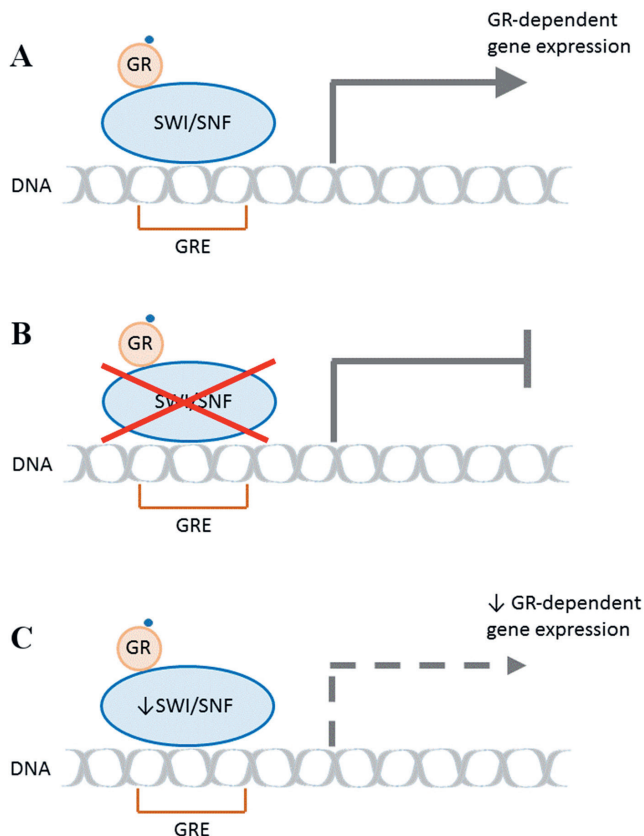 GR-dependent
gene expression
A
GR
SWI/SNF
DNA
GRE
B
GR
SWI/SNF
DNA
GRE
↓ GR-dependent
gene expression
C
GR
↓SWI/SNF
DNA
GRE